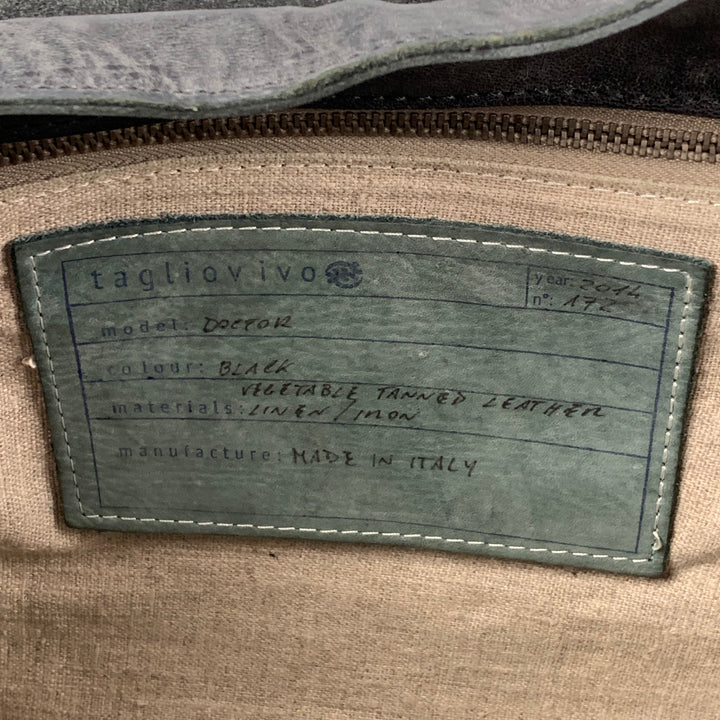 tagliovivo
year: 2014
n°: 172
model: DOCTOR
colour: BLACK
VEGETABLE TANNED LEATHER
materials: LINEN / IRON
manufacture: MADE IN ITALY